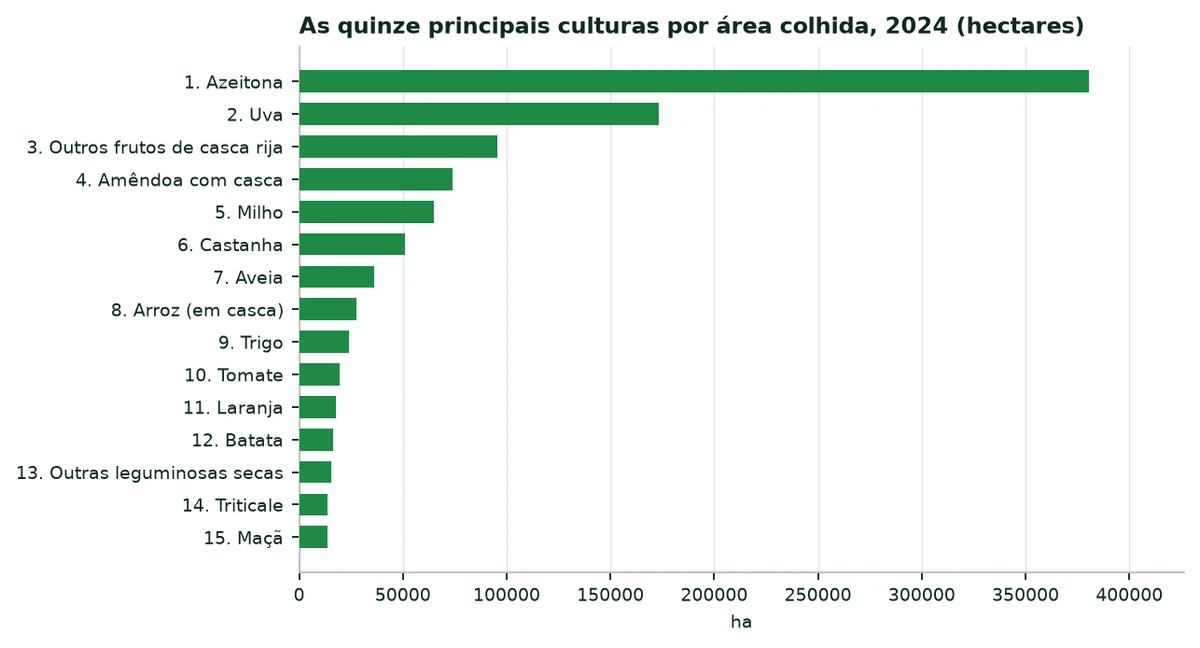 As quinze principais culturas por área colhida, 2024 (hectares)
1. Azeitona
2. Uva
3. Outros frutos de casca rija
4. Amêndoa com casca
5. Milho
6. Castanha
7. Aveia
8. Arroz (em casca)
9. Trigo
10. Tomate
11. Laranja
12. Batata
13. Outras leguminosas secas
14. Triticale
15. Maçã
0 50000 100000 150000 200000 250000 300000 350000 400000
ha